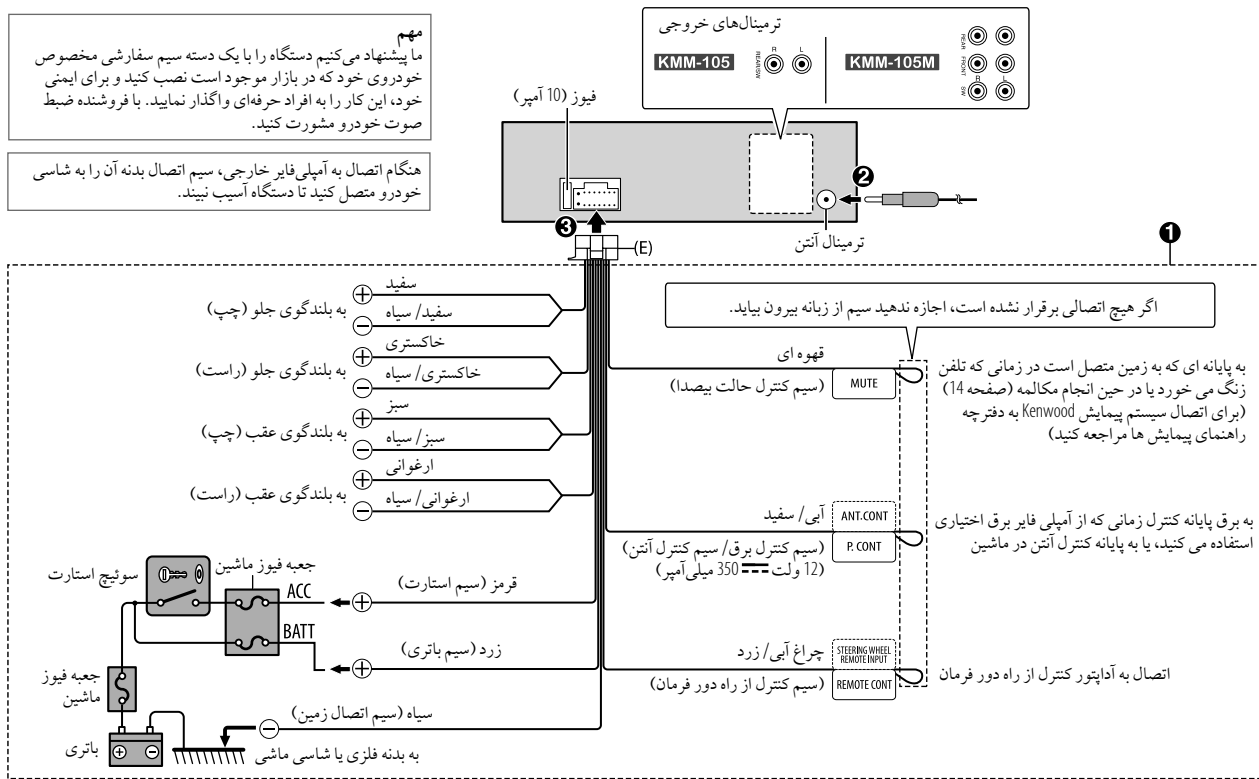 مهم
ما پیشنهاد می‌کنیم دستگاه را با یک دسته سیم سفارشی مخصوص
خودروی خود که در بازار موجود است نصب کنید و برای ایمنی
خود، این کار را به افراد حرفه‌ای واگذار نمایید. با فروشنده ضبط
صوت خودرو مشورت کنید.
هنگام اتصال به آمپلی‌فایر خارجی، سیم اتصال بدنه آن را به شاسی
خودرو متصل کنید تا دستگاه آسیب نبیند.
ترمینال‌های خروجی
KMM-105
R L
REAR/SW
KMM-105M
REAR
FRONT
R L
SW
فیوز (10 آمپر)
❷
ترمینال آنتن
❸
(E)
❶
سفید
سفید/ سیاه
به بلندگوی جلو (چپ)
خاکستری
خاکستری/ سیاه
به بلندگوی جلو (راست)
سبز
سبز/ سیاه
به بلندگوی عقب (چپ)
ارغوانی
ارغوانی/ سیاه
به بلندگوی عقب (راست)
اگر هیچ اتصالی برقرار نشده است، اجازه ندهید سیم از زبانه بیرون بیاید.
قهوه ای
(سیم کنترل حالت بیصدا)
MUTE
به پایانه ای که به زمین متصل است در زمانی که تلفن
زنگ می خورد یا در حین انجام مکالمه (صفحه 14)
(برای اتصال سیستم پیمایش Kenwood به دفترچه
راهنمای پیمایش ها مراجعه کنید)
آبی/ سفید
ANT.CONT
P. CONT
(سیم کنترل برق/ سیم کنترل آنتن)
(12 ولت ⎓ 350 میلی‌آمپر)
به برق پایانه کنترل زمانی که از آمپلی فایر برق اختیاری
استفاده می کنید، یا به پایانه کنترل آنتن در ماشین
چراغ آبی/ زرد
STEERING WHEEL
REMOTE INPUT
REMOTE CONT
(سیم کنترل از راه دور فرمان)
اتصال به آداپتور کنترل از راه دور فرمان
سوئیچ استارت
جعبه فیوز ماشین
ACC
قرمز (سیم استارت)
BATT
زرد (سیم باتری)
جعبه فیوز
ماشین
باتری
سیاه (سیم اتصال زمین)
به بدنه فلزی یا شاسی ماشی